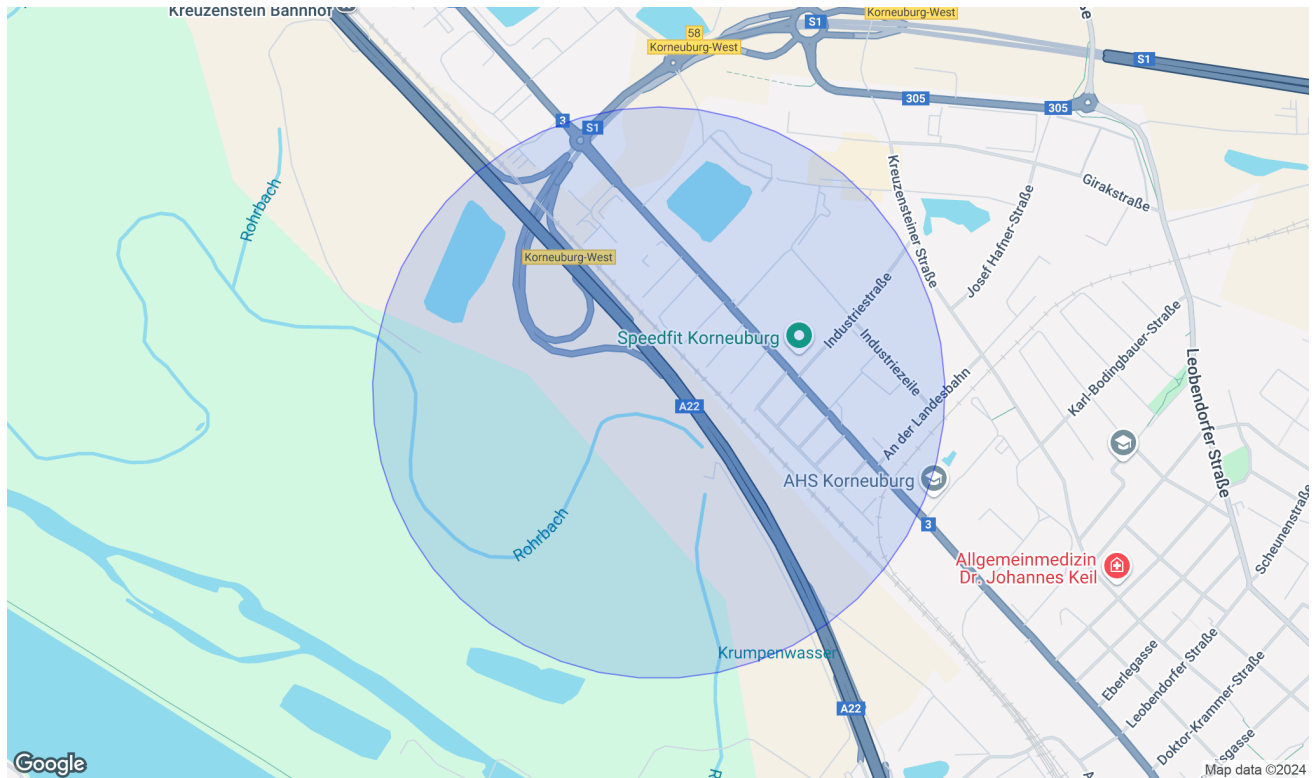 Kreuzenstein Bahnhof
Korneuburg-West
S1
58
Korneuburg-West
S1
305
305
3
S1
Kreuzensteiner Straße
Girakstraße
Josef Hafner-Straße
Rohrbach
Korneuburg-West
Industriestraße
Speedfit Korneuburg
Industriezeile
Karl-Bodingbauer-Straße
Leobendorfer Straße
An der Landesbahn
A22
AHS Korneuburg
3
Rohrbach
Scheunenstraße
Allgemeinmedizin
Dr. Johannes Keil
Krumpenwasser
Eberlegasse
Leobendorfer Straße
Doktor-Krammer-Straße
A22
Google
Map data ©2024